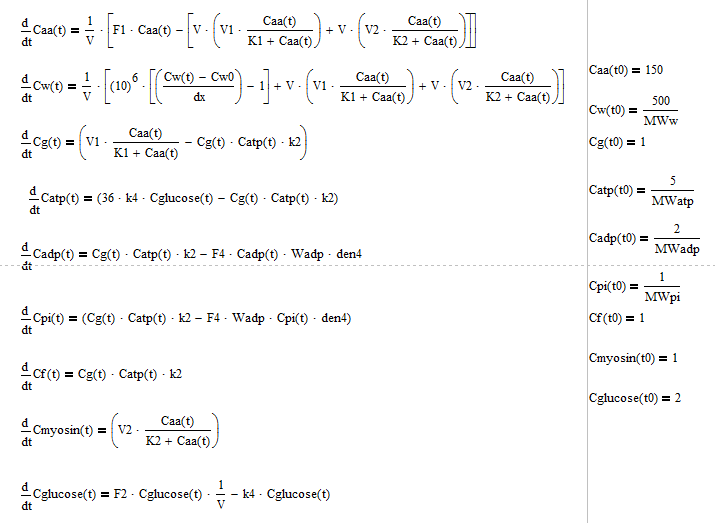 d/dt Caa(t) = 1/V · [F1 · Caa(t) − [V · (V1 · Caa(t)/(K1 + Caa(t))) + V · (V2 · Caa(t)/(K2 + Caa(t)))]]
Caa(t0) = 150
d/dt Cw(t) = 1/V · [(10)^6 · [((Cw(t) − Cw0)/dx) − 1] + V · (V1 · Caa(t)/(K1 + Caa(t))) + V · (V2 · Caa(t)/(K2 + Caa(t)))]
Cw(t0) = 500/MWw
d/dt Cg(t) = (V1 · Caa(t)/(K1 + Caa(t)) − Cg(t) · Catp(t) · k2)
Cg(t0) = 1
d/dt Catp(t) = (36 · k4 · Cglucose(t) − Cg(t) · Catp(t) · k2)
Catp(t0) = 5/MWatp
d/dt Cadp(t) = Cg(t) · Catp(t) · k2 − F4 · Cadp(t) · Wadp · den4
Cadp(t0) = 2/MWadp
d/dt Cpi(t) = (Cg(t) · Catp(t) · k2 − F4 · Wadp · Cpi(t) · den4)
Cpi(t0) = 1/MWpi
Cf(t0) = 1
d/dt Cf(t) = Cg(t) · Catp(t) · k2
Cmyosin(t0) = 1
d/dt Cmyosin(t) = (V2 · Caa(t)/(K2 + Caa(t)))
Cglucose(t0) = 2
d/dt Cglucose(t) = F2 · Cglucose(t) · 1/V − k4 · Cglucose(t)